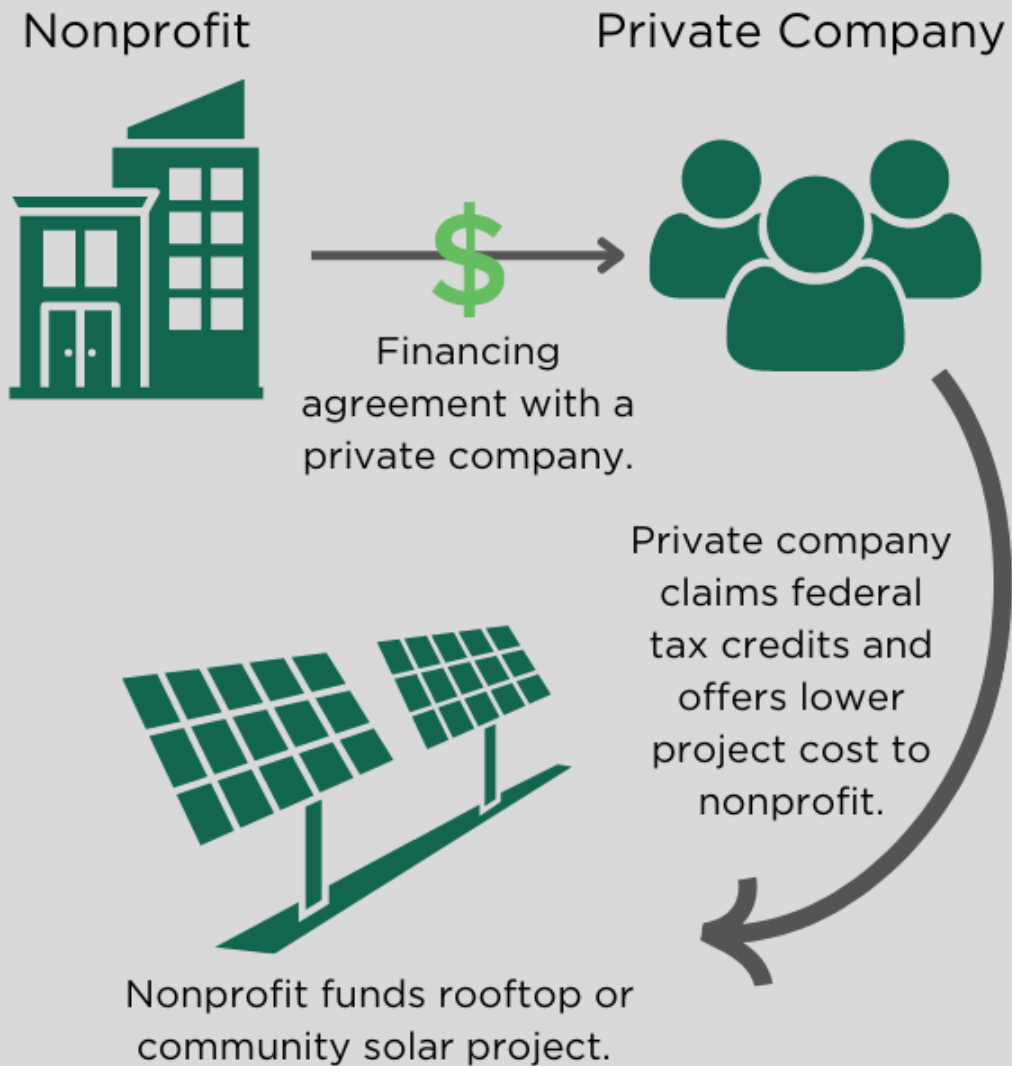 Nonprofit
Private Company
$
Financing
agreement with a
private company.
Private company
claims federal
tax credits and
offers lower
project cost to
nonprofit.
Nonprofit funds rooftop or
community solar project.